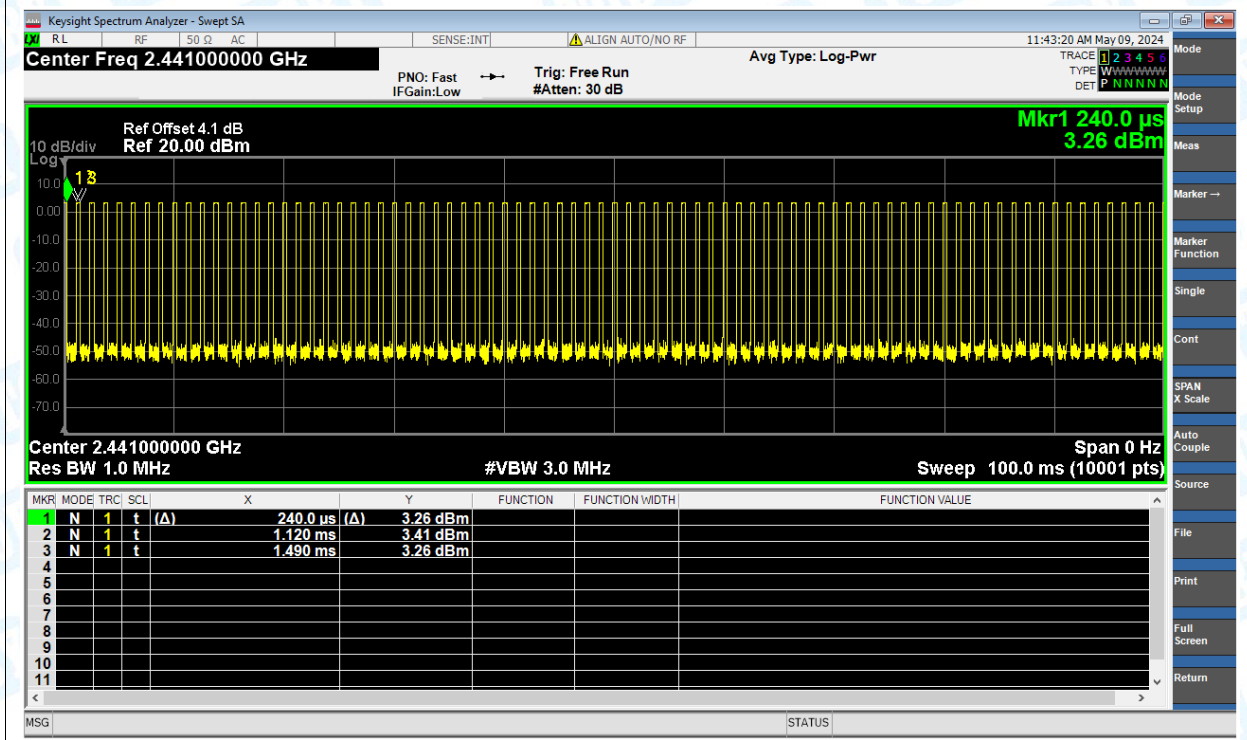 Keysight Spectrum Analyzer - Swept SA
LXI RL RF 50 Ω AC SENSE:INT ALIGN AUTO/NO RF 11:43:20 AM May 09, 2024
Center Freq 2.441000000 GHz
Avg Type: Log-Pwr
TRACE 1 2 3 4 5 6
PNO: Fast Trig: Free Run
TYPE WWWWWW
IFGain:Low #Atten: 30 dB
DET P NNNNN
Mkr1 240.0 µs
3.26 dBm
Ref Offset 4.1 dB
10 dB/div Ref 20.00 dBm
Log
10.0
0.00
-10.0
-20.0
-30.0
-40.0
-50.0
-60.0
-70.0
1
3
Center 2.441000000 GHz Span 0 Hz
Res BW 1.0 MHz #VBW 3.0 MHz Sweep 100.0 ms (10001 pts)
MKR MODE TRC SCL X Y FUNCTION FUNCTION WIDTH FUNCTION VALUE
1 N 1 t (Δ) 240.0 µs (Δ) 3.26 dBm
2 N 1 t 1.120 ms 3.41 dBm
3 N 1 t 1.490 ms 3.26 dBm
4
5
6
7
8
9
10
11
MSG STATUS
Mode
Mode
Setup
Meas
Marker →
Marker
Function
Single
Cont
SPAN
X Scale
Auto
Couple
Source
File
Print
Full
Screen
Return